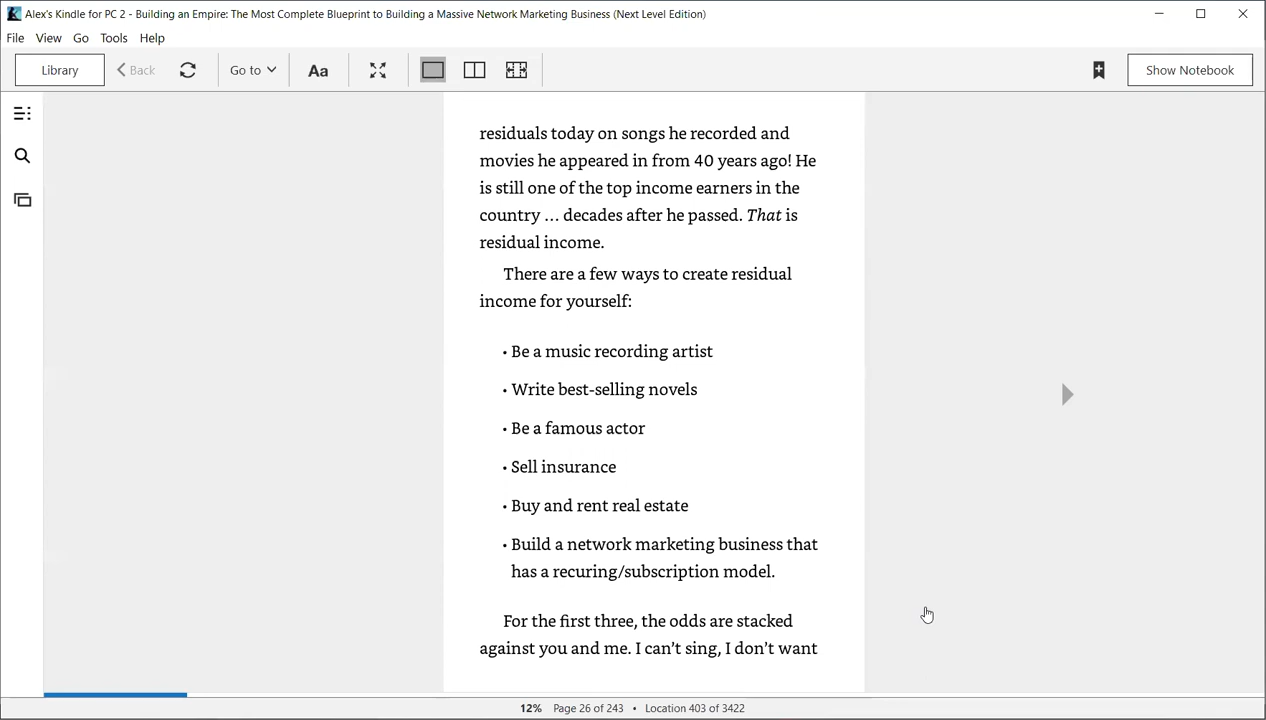 Alex's Kindle for PC 2 - Building an Empire: The Most Complete Blueprint to Building a Massive Network Marketing Business (Next Level Edition)
File View Go Tools Help
Library Back Go to Aa Show Notebook
residuals today on songs he recorded and
movies he appeared in from 40 years ago! He
is still one of the top income earners in the
country … decades after he passed. That is
residual income.
There are a few ways to create residual
income for yourself:
• Be a music recording artist
• Write best-selling novels
• Be a famous actor
• Sell insurance
• Buy and rent real estate
• Build a network marketing business that
has a recuring/subscription model.
For the first three, the odds are stacked
against you and me. I can't sing, I don't want
12% Page 26 of 243 • Location 403 of 3422